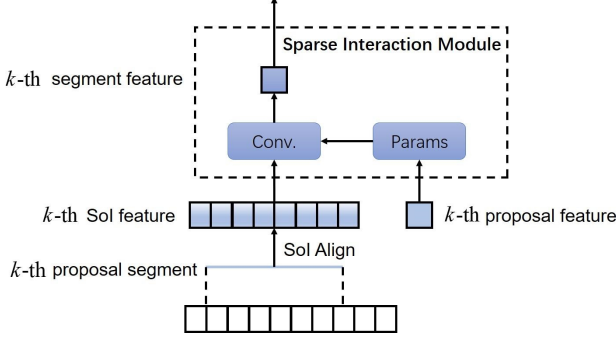 Sparse Interaction Module
k-th segment feature
Conv.
Params
k-th SoI feature
k-th proposal feature
SoI Align
k-th proposal segment